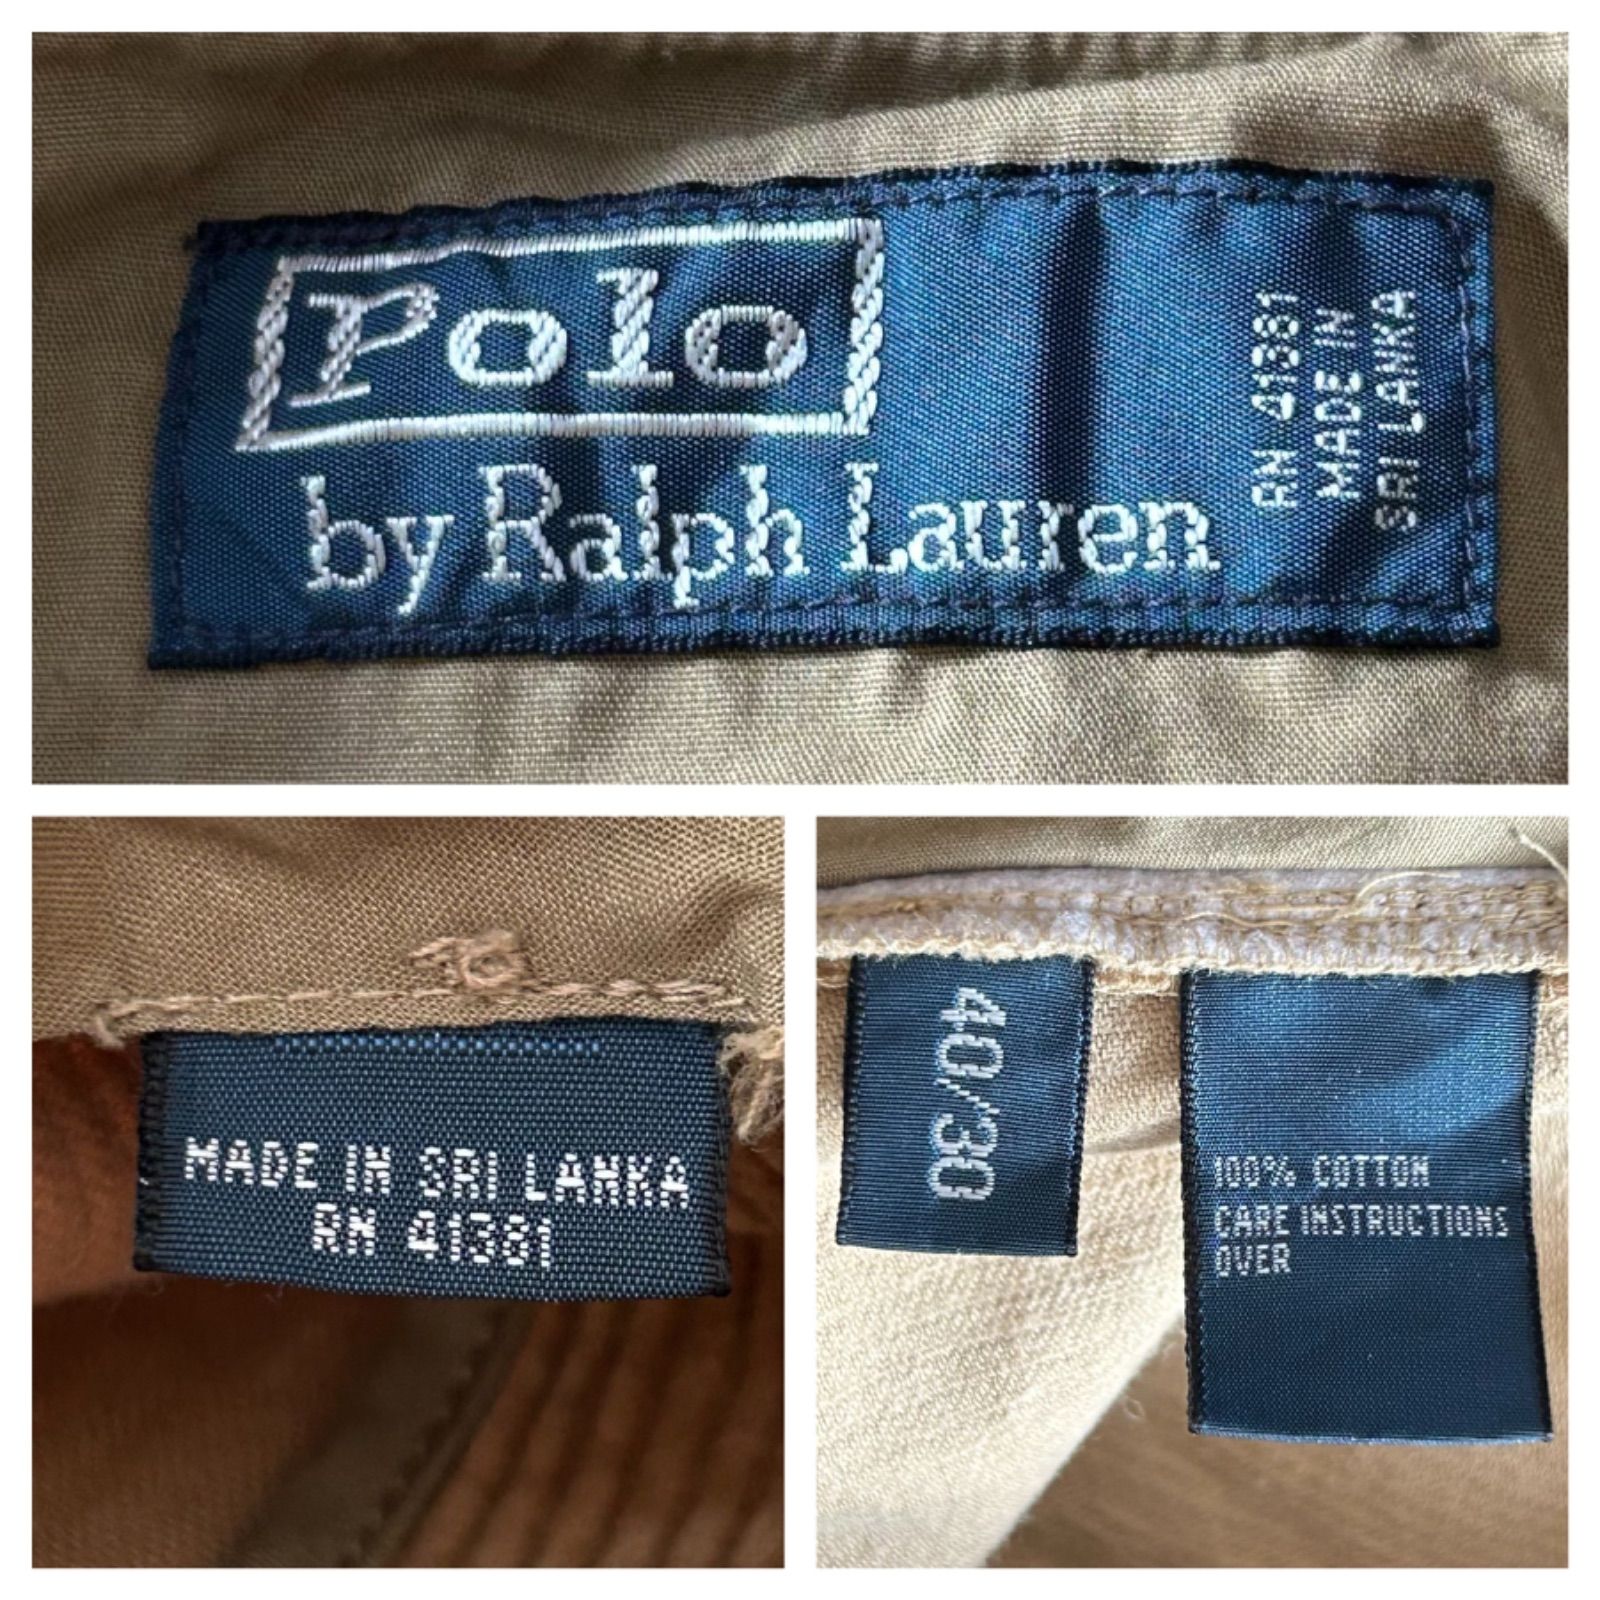 Polo
by Ralph Lauren
RN 41381
MADE IN
SRI LANKA
MADE IN SRI LANKA
RN 41381
40/30
100% COTTON
CARE INSTRUCTIONS
OVER